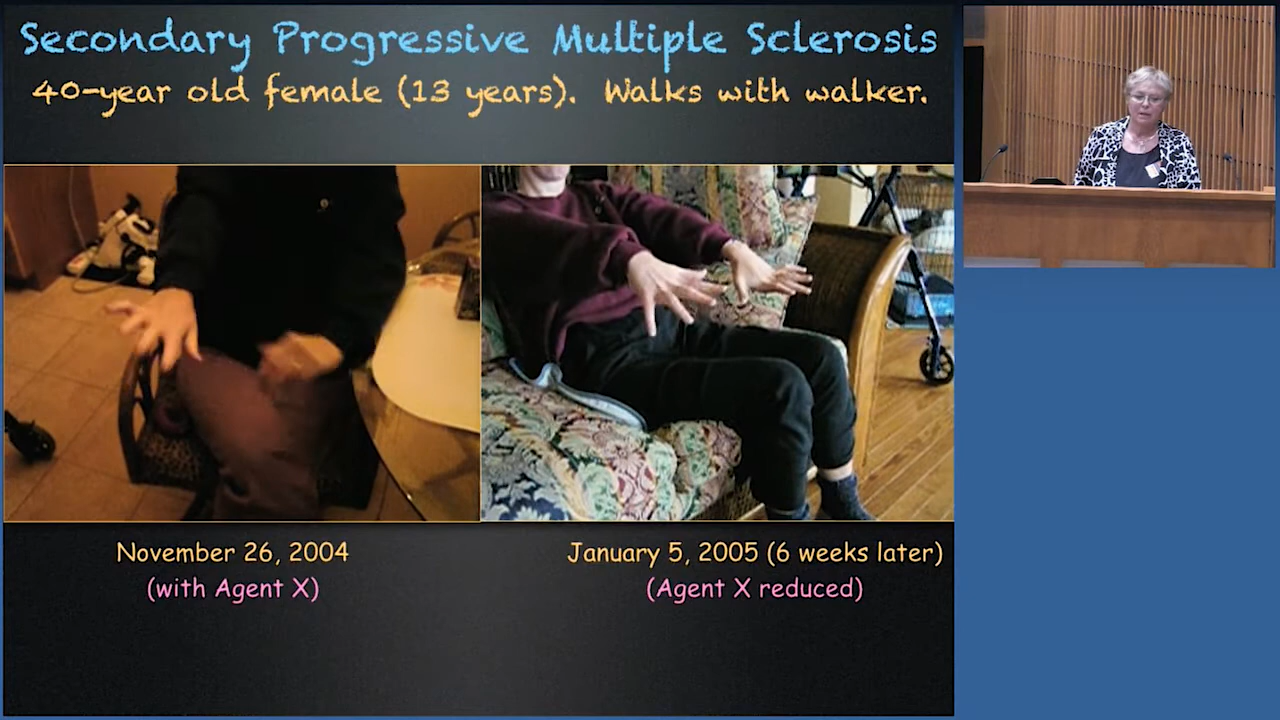 Secondary Progressive Multiple Sclerosis
40-year old female (13 years). Walks with walker.
November 26, 2004
(with Agent X)
January 5, 2005 (6 weeks later)
(Agent X reduced)